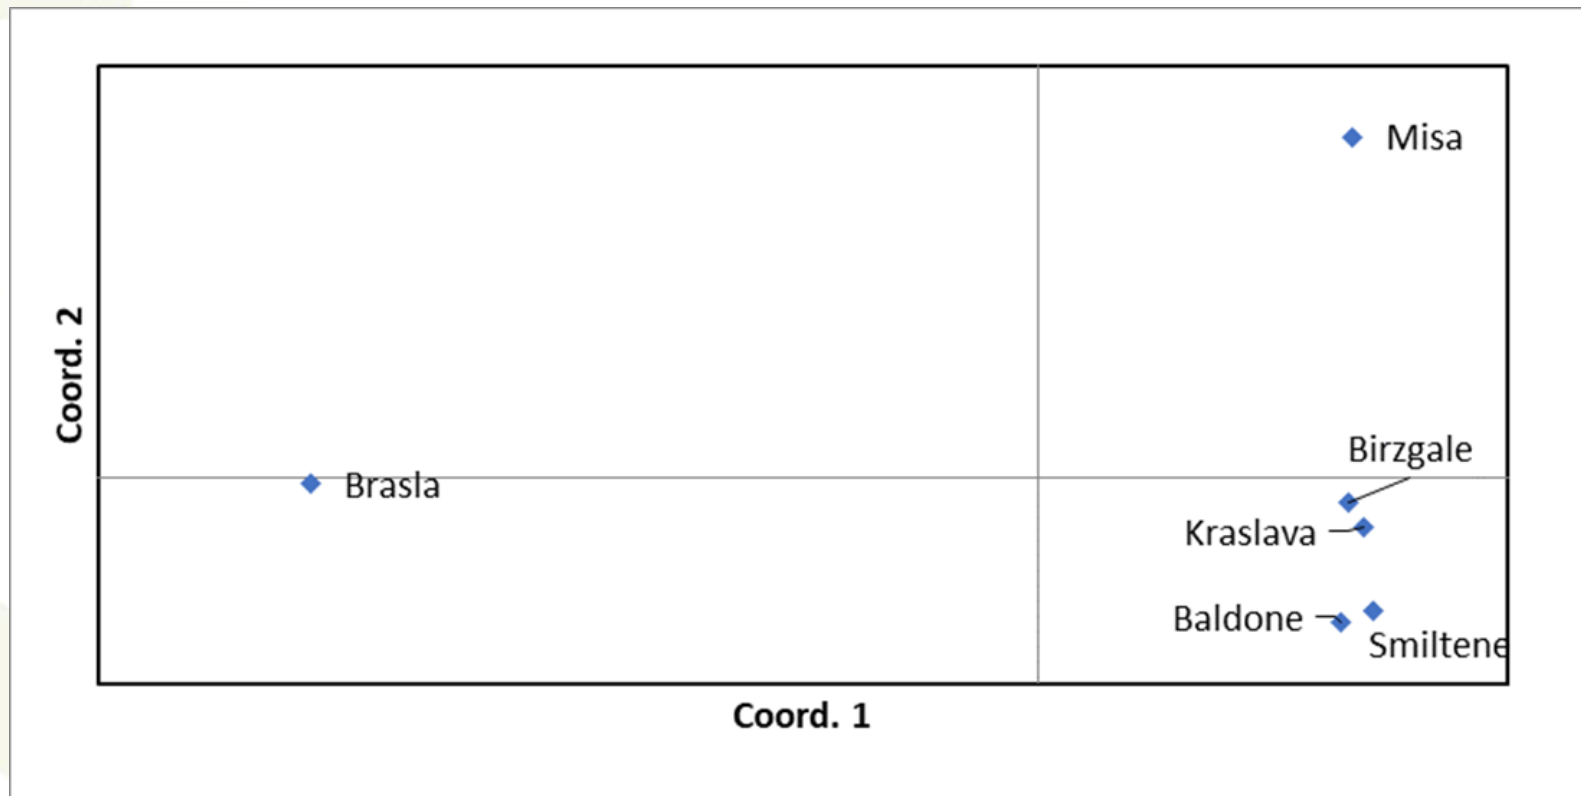 Misa
Coord. 2
Birzgale
Brasla
Kraslava
Baldone
Smiltene
Coord. 1